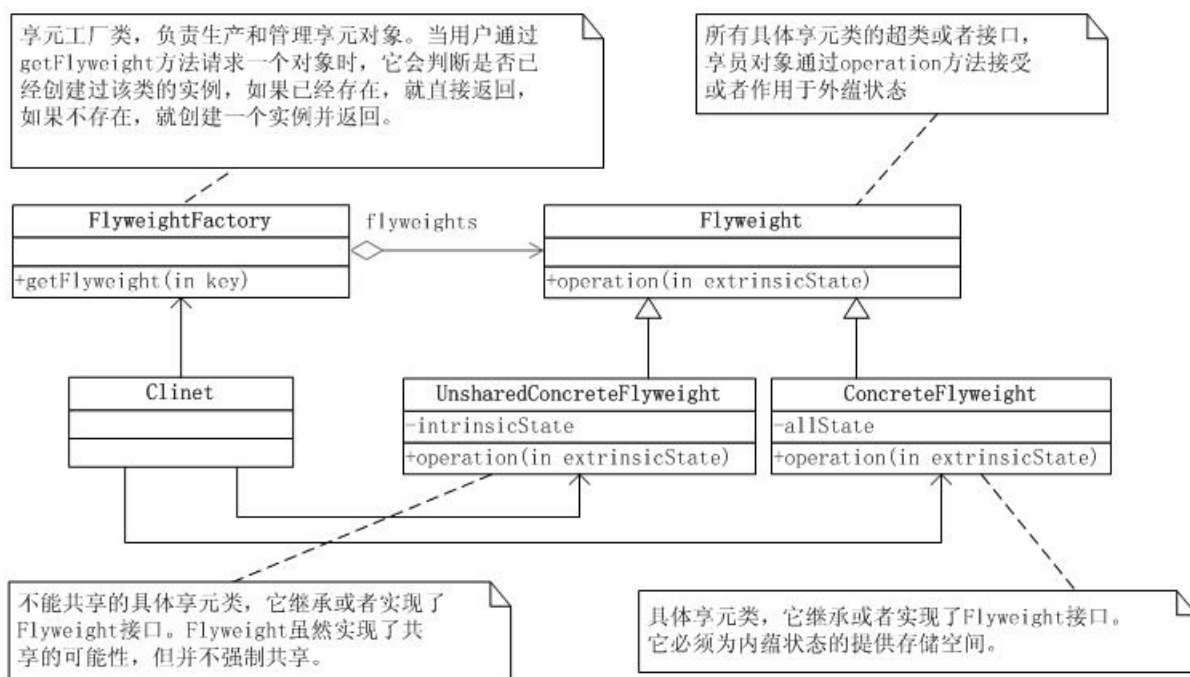 享元工厂类，负责生产和管理享元对象。当用户通过
getFlyweight方法请求一个对象时，它会判断是否已
经创建过该类的实例，如果已经存在，就直接返回，
如果不存在，就创建一个实例并返回。
所有具体享元类的超类或者接口，
享员对象通过operation方法接受
或者作用于外蕴状态
FlyweightFactory
+getFlyweight(in key)
flyweights
Flyweight
+operation(in extrinsicState)
Clinet
UnsharedConcreteFlyweight
-intrinsicState
+operation(in extrinsicState)
ConcreteFlyweight
-allState
+operation(in extrinsicState)
不能共享的具体享元类，它继承或者实现了
Flyweight接口。Flyweight虽然实现了共
享的可能性，但并不强制共享。
具体享元类，它继承或者实现了Flyweight接口。
它必须为内蕴状态的提供存储空间。